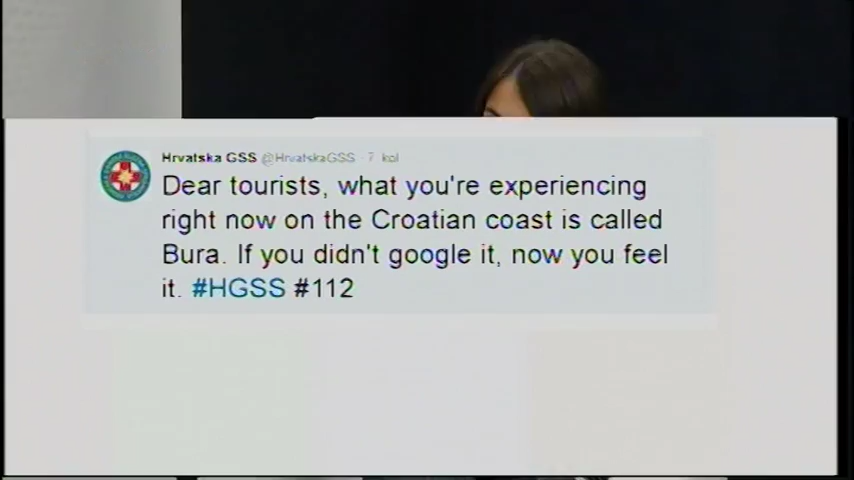 Hrvatska GSS @HrvatskaGSS · 7. kol
Dear tourists, what you're experiencing
right now on the Croatian coast is called
Bura. If you didn't google it, now you feel
it. #HGSS #112